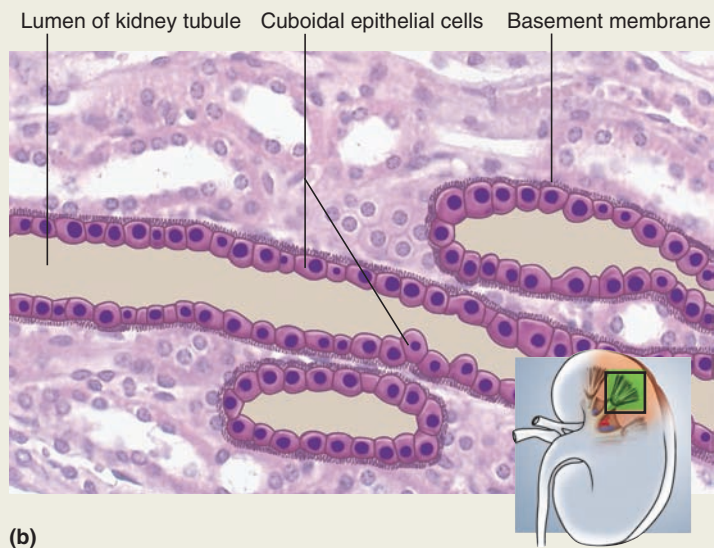 Lumen of kidney tubule
Cuboidal epithelial cells
Basement membrane
(b)